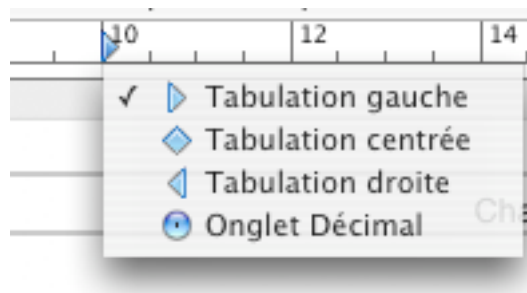 10 12 14
✓ Tabulation gauche
Tabulation centrée
Tabulation droite
Onglet Décimal